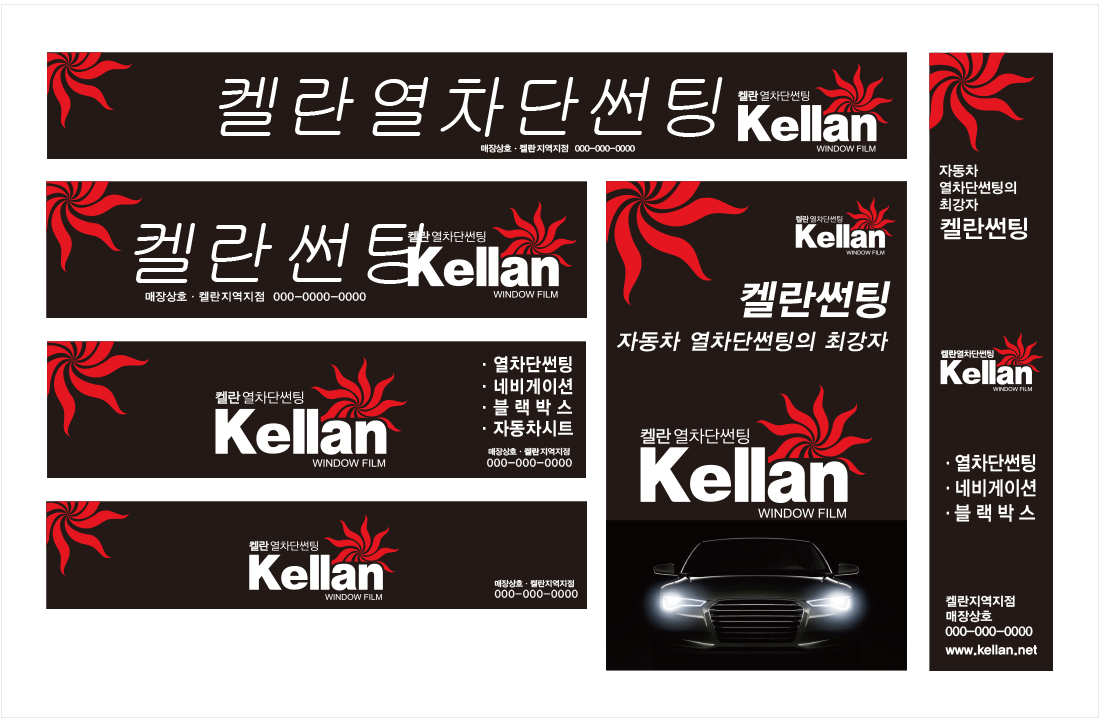 켈란열차단썬팅
켈란 열차단썬팅
Kellan
WINDOW FILM
매장상호 · 켈란지역지점 000-000-0000
켈란썬팅
켈란 열차단썬팅
Kellan
WINDOW FILM
매장상호 · 켈란지역지점 000-0000-0000
켈란 열차단썬팅
Kellan
WINDOW FILM
· 열차단썬팅
· 네비게이션
· 블랙박스
· 자동차시트
매장상호 · 켈란지역지점
000-000-0000
켈란 열차단썬팅
Kellan
WINDOW FILM
매장상호 · 켈란지역지점
000-000-0000
켈란 열차단썬팅
Kellan
WINDOW FILM
켈란썬팅
자동차 열차단썬팅의 최강자
켈란 열차단썬팅
Kellan
WINDOW FILM
자동차
열차단썬팅의
최강자
켈란썬팅
켈란열차단썬팅
Kellan
WINDOW FILM
· 열차단썬팅
· 네비게이션
· 블랙박스
켈란지역지점
매장상호
000-000-0000
www.kellan.net